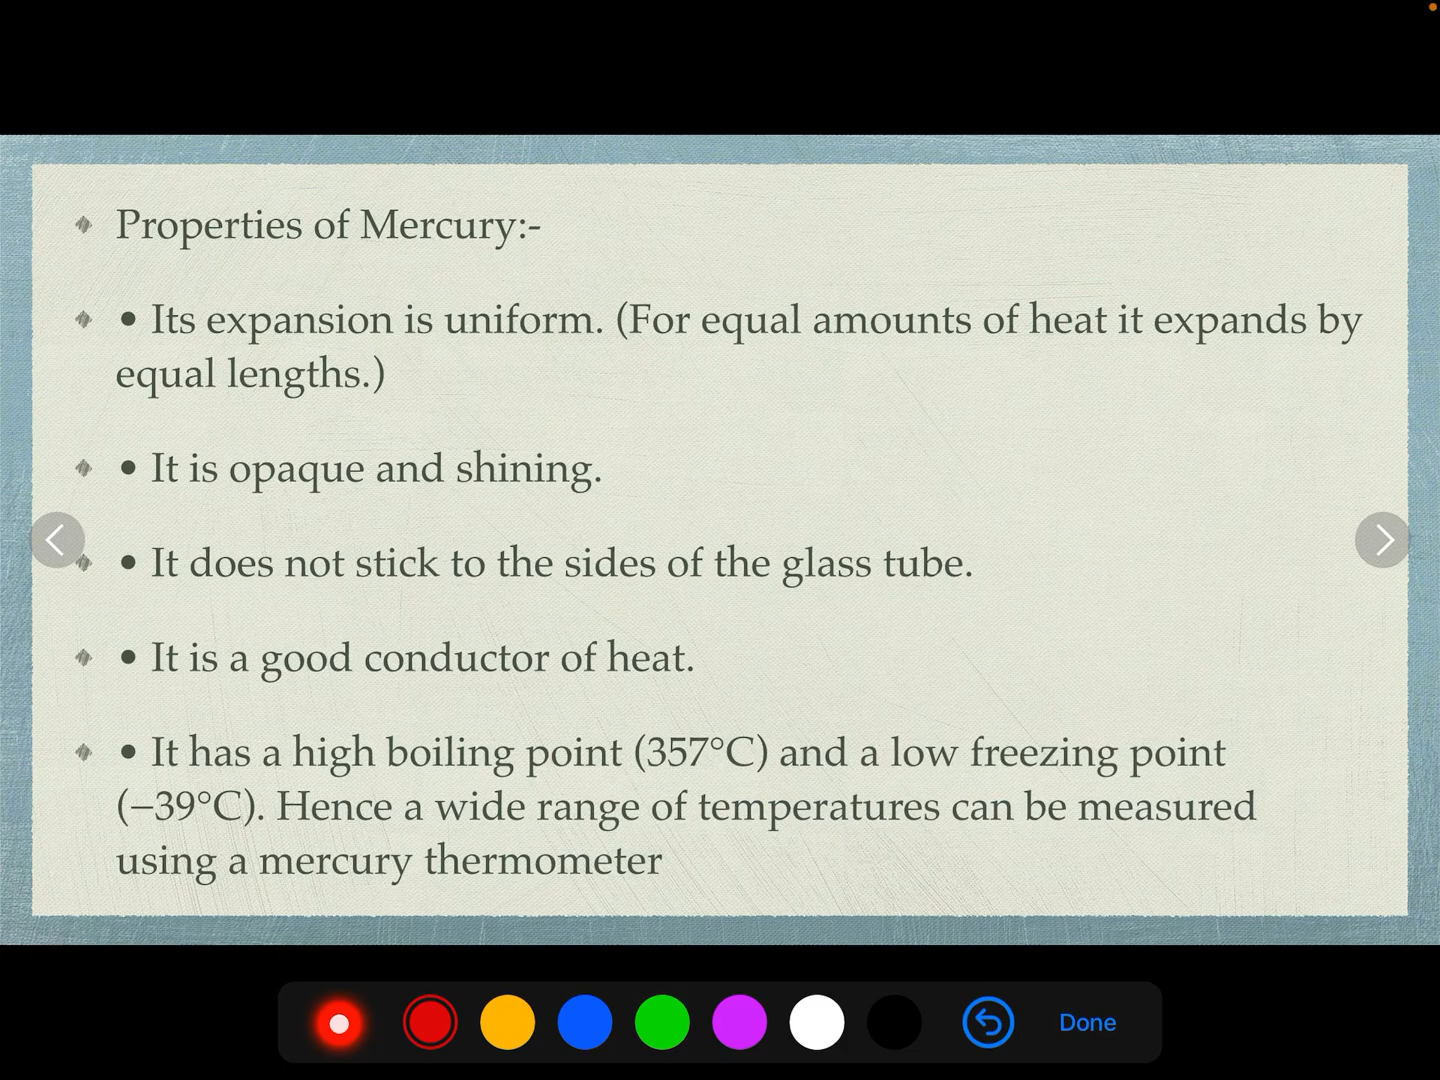 Properties of Mercury:-
• Its expansion is uniform. (For equal amounts of heat it expands by
equal lengths.)
• It is opaque and shining.
• It does not stick to the sides of the glass tube.
• It is a good conductor of heat.
• It has a high boiling point (357°C) and a low freezing point
(−39°C). Hence a wide range of temperatures can be measured
using a mercury thermometer
Done